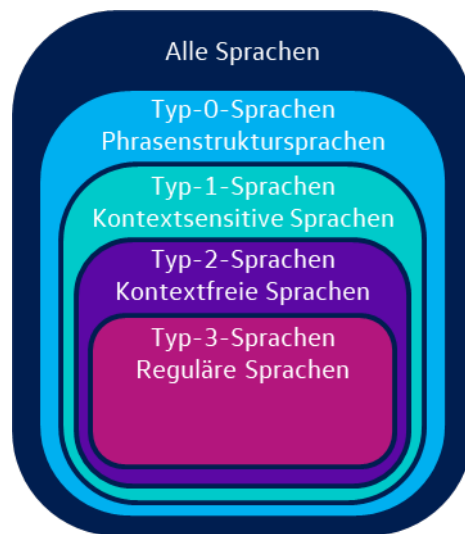 Alle Sprachen
Typ-0-Sprachen
Phrasenstruktursprachen
Typ-1-Sprachen
Kontextsensitive Sprachen
Typ-2-Sprachen
Kontextfreie Sprachen
Typ-3-Sprachen
Reguläre Sprachen